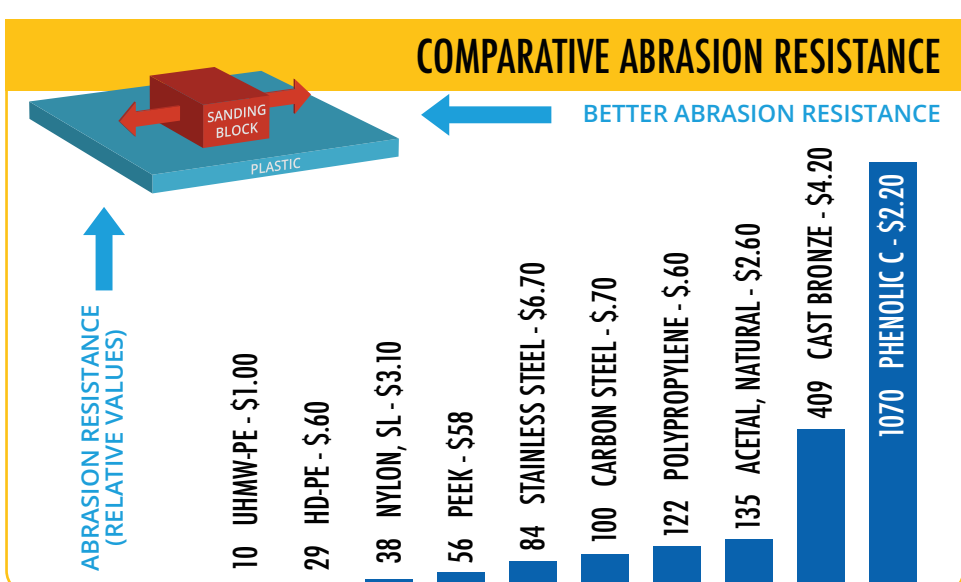 COMPARATIVE ABRASION RESISTANCE
SANDING
BLOCK
PLASTIC
BETTER ABRASION RESISTANCE
ABRASION RESISTANCE
(RELATIVE VALUES)
10 UHMW-PE - $1.00
29 HD-PE - $.60
38 NYLON, SL - $3.10
56 PEEK - $58
84 STAINLESS STEEL - $6.70
100 CARBON STEEL - $.70
122 POLYPROPYLENE - $.60
135 ACETAL, NATURAL - $2.60
409 CAST BRONZE - $4.20
1070 PHENOLIC C - $2.20